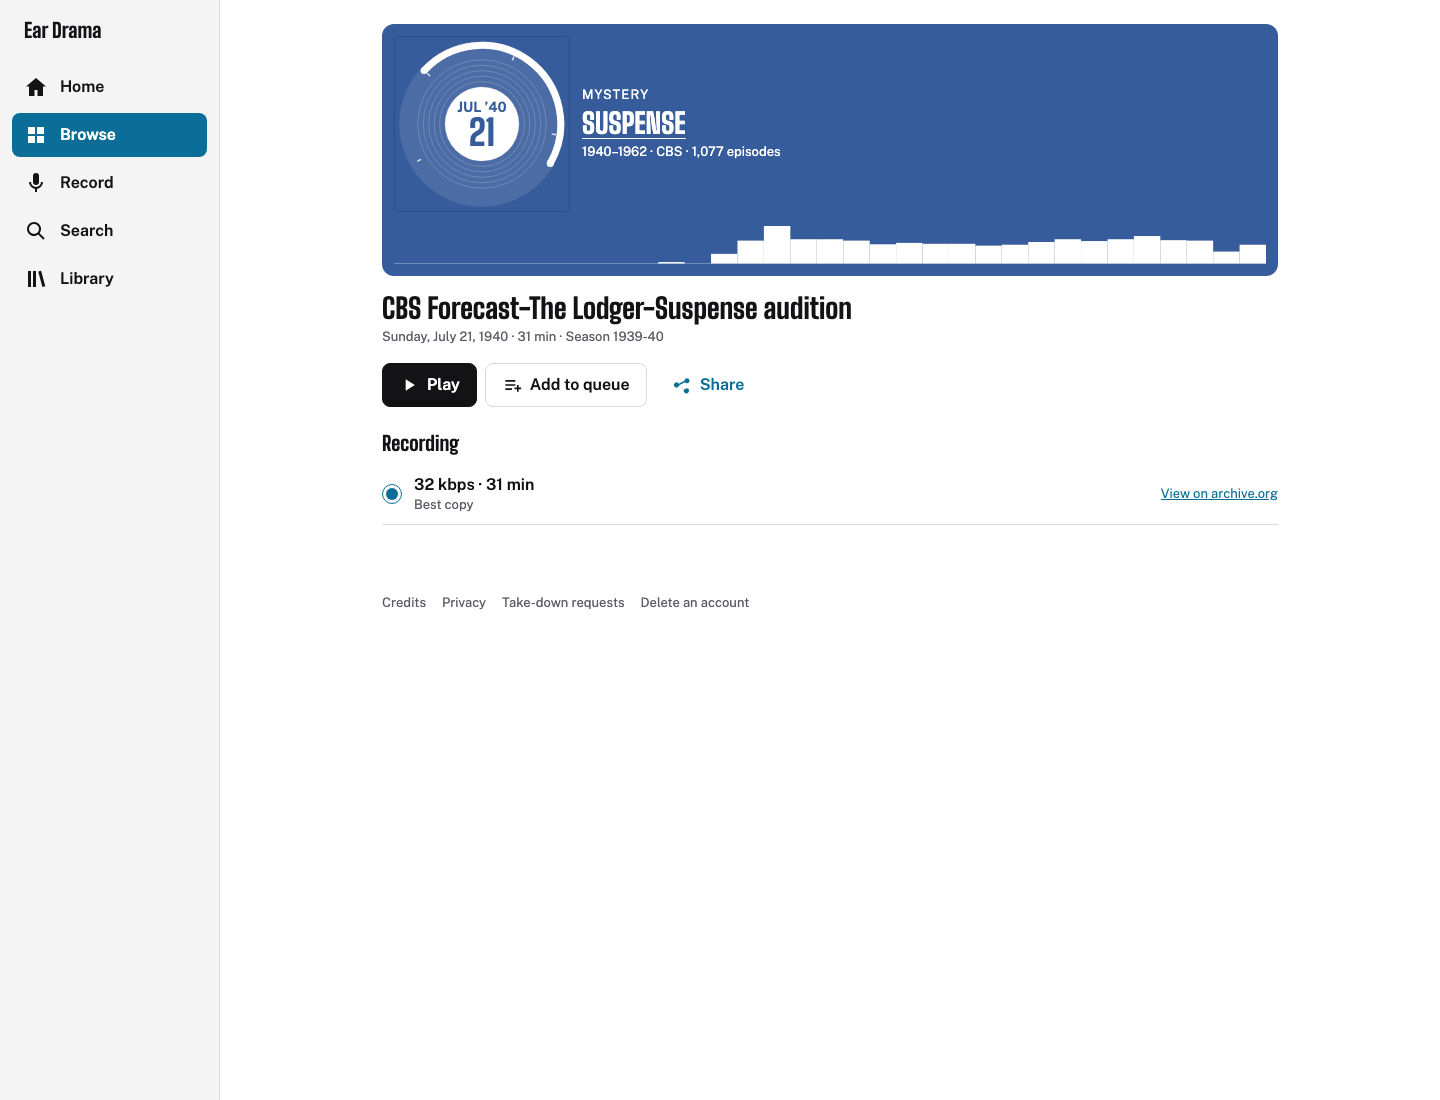 Ear Drama
Home
Browse
Record
Search
Library
JUL ’40
21
MYSTERY
SUSPENSE
1940–1962 · CBS · 1,077 episodes
CBS Forecast–The Lodger–Suspense audition
Sunday, July 21, 1940 · 31 min · Season 1939-40
Play
Add to queue
Share
Recording
32 kbps · 31 min
Best copy
View on archive.org
Credits
Privacy
Take-down requests
Delete an account